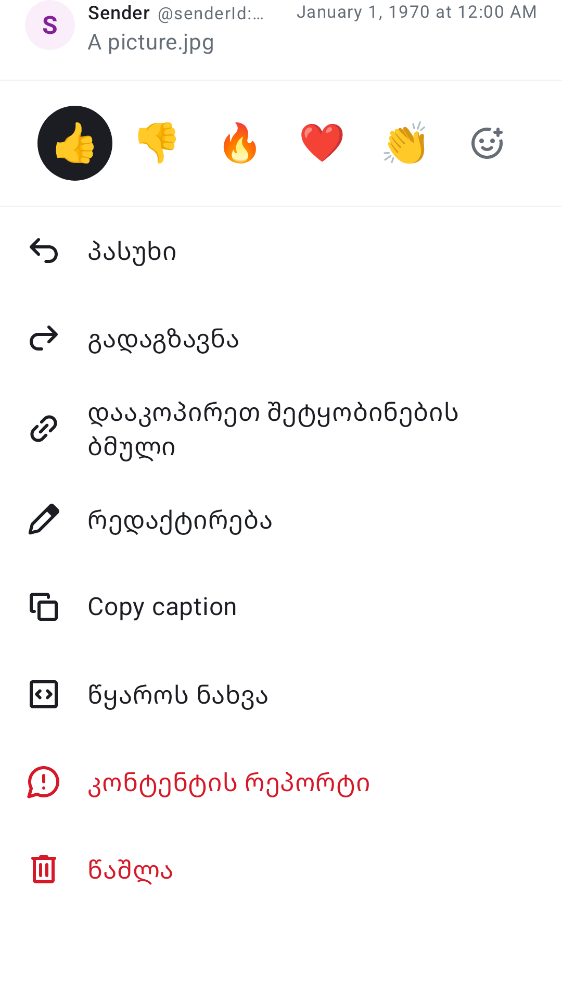 S
Sender @senderId:... January 1, 1970 at 12:00 AM
A picture.jpg
პასუხი
გადაგზავნა
დააკოპირეთ შეტყობინების
ბმული
რედაქტირება
Copy caption
წყაროს ნახვა
კონტენტის რეპორტი
წაშლა